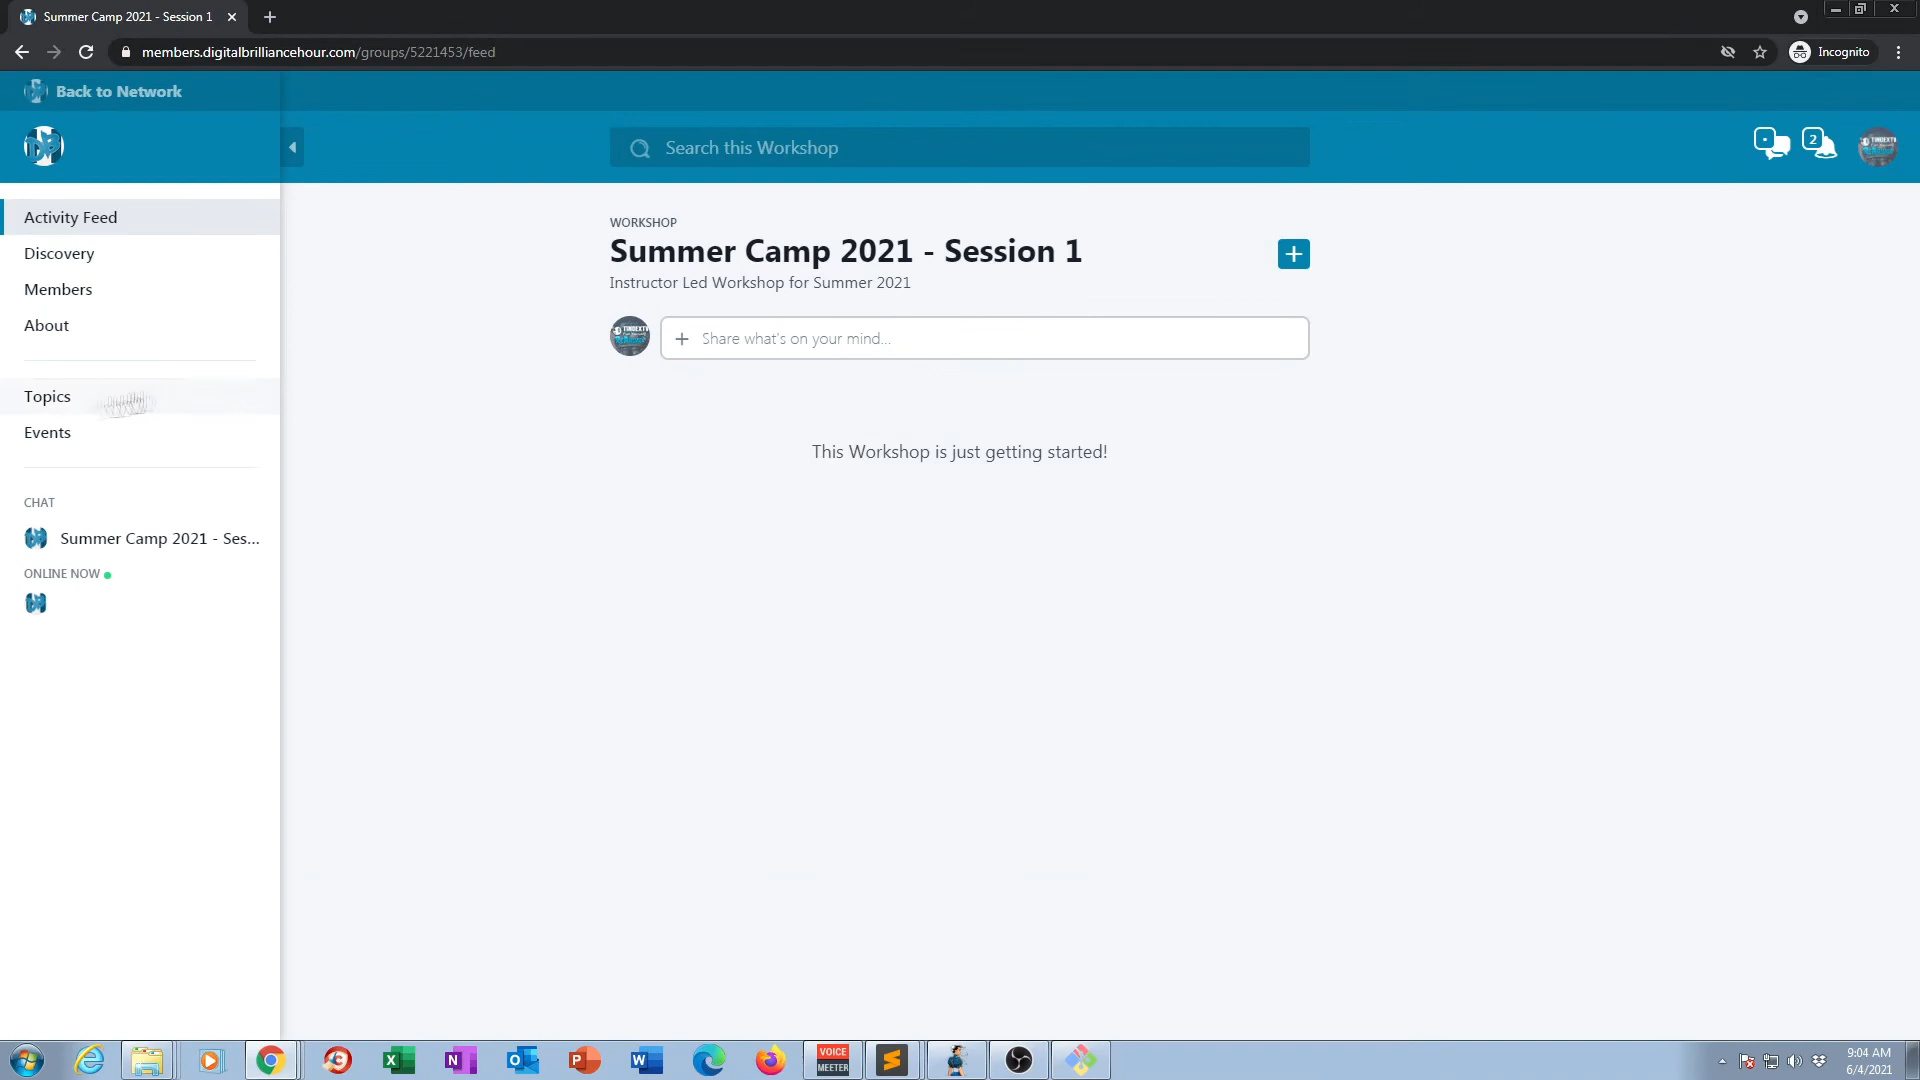 Summer Camp 2021 - Session 1
members.digitalbrilliancehour.com/groups/5221453/feed
Incognito
Back to Network
Search this Workshop
2
Activity Feed
Discovery
Members
About
Topics
Events
CHAT
Summer Camp 2021 - Ses...
ONLINE NOW
WORKSHOP
Summer Camp 2021 - Session 1
Instructor Led Workshop for Summer 2021
Share what's on your mind...
This Workshop is just getting started!
VOICE
MEETER
9:04 AM
6/4/2021